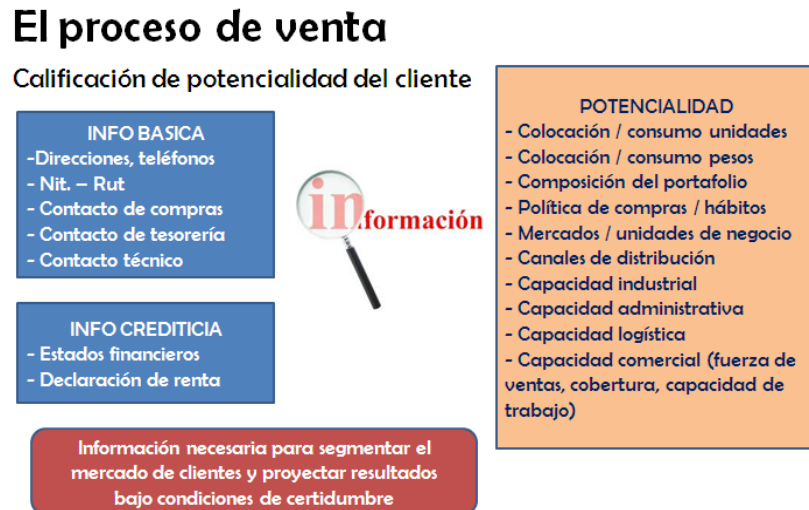 El proceso de venta
Calificación de potencialidad del cliente
INFO BASICA
-Direcciones, teléfonos
- Nit. – Rut
- Contacto de compras
- Contacto de tesorería
- Contacto técnico
INFO CREDITICIA
- Estados financieros
- Declaración de renta
información
POTENCIALIDAD
- Colocación / consumo unidades
- Colocación / consumo pesos
- Composición del portafolio
- Política de compras / hábitos
- Mercados / unidades de negocio
- Canales de distribución
- Capacidad industrial
- Capacidad administrativa
- Capacidad logística
- Capacidad comercial (fuerza de
ventas, cobertura, capacidad de
trabajo)
Información necesaria para segmentar el
mercado de clientes y proyectar resultados
bajo condiciones de certidumbre